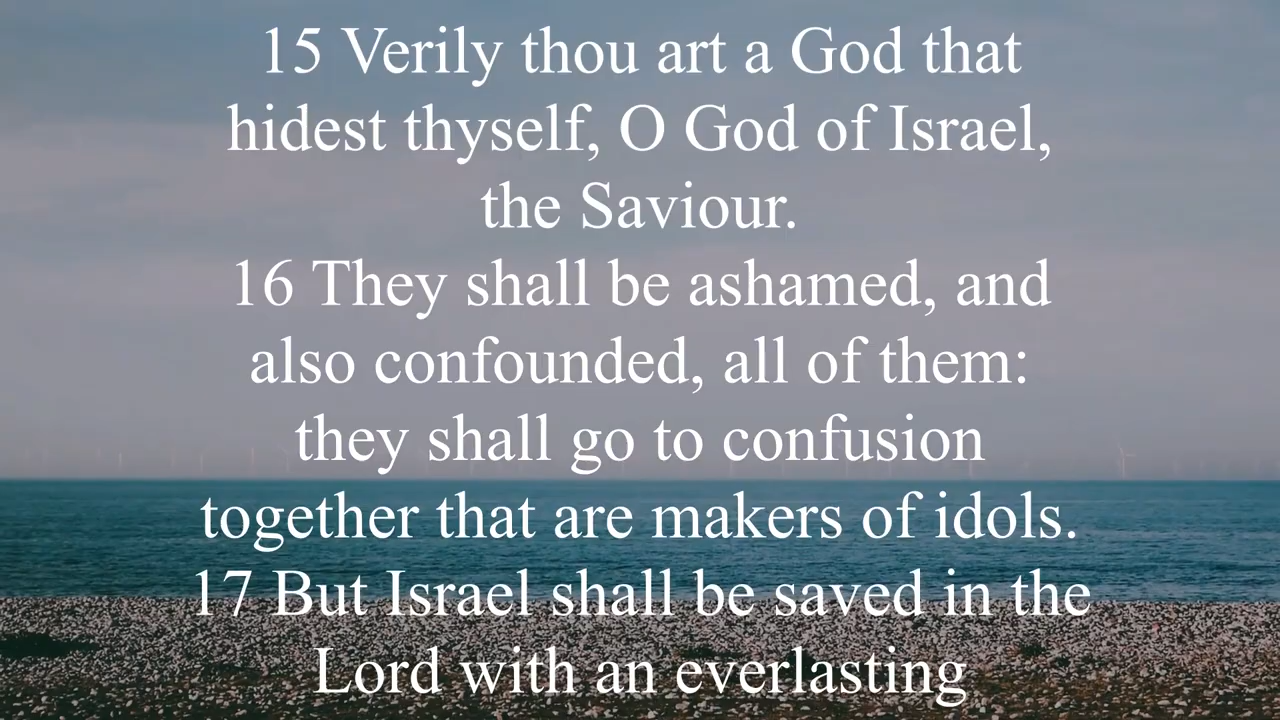 15 Verily thou art a God that
hidest thyself, O God of Israel,
the Saviour.
16 They shall be ashamed, and
also confounded, all of them:
they shall go to confusion
together that are makers of idols.
17 But Israel shall be saved in the
Lord with an everlasting